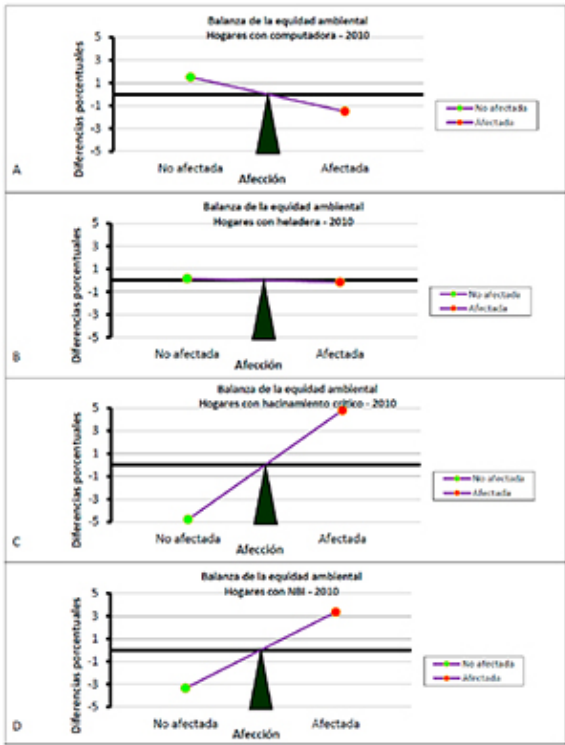 Balanza de la equidad ambiental
Hogares con computadora - 2010
Diferencias porcentuales
5
3
1
-1
-3
-5
No afectada
Afectada
Afección
No afectada
Afectada
A
Balanza de la equidad ambiental
Hogares con heladera - 2010
Diferencias porcentuales
5
3
1
-1
-3
-5
No afectada
Afectada
Afección
No afectada
Afectada
B
Balanza de la equidad ambiental
Hogares con hacinamiento crítico - 2010
Diferencias porcentuales
5
3
1
-1
-3
-5
No afectada
Afectada
Afección
No afectada
Afectada
C
Balanza de la equidad ambiental
Hogares con NBI - 2010
Diferencias porcentuales
5
3
1
-1
-3
-5
No afectada
Afectada
Afección
No afectada
Afectada
D